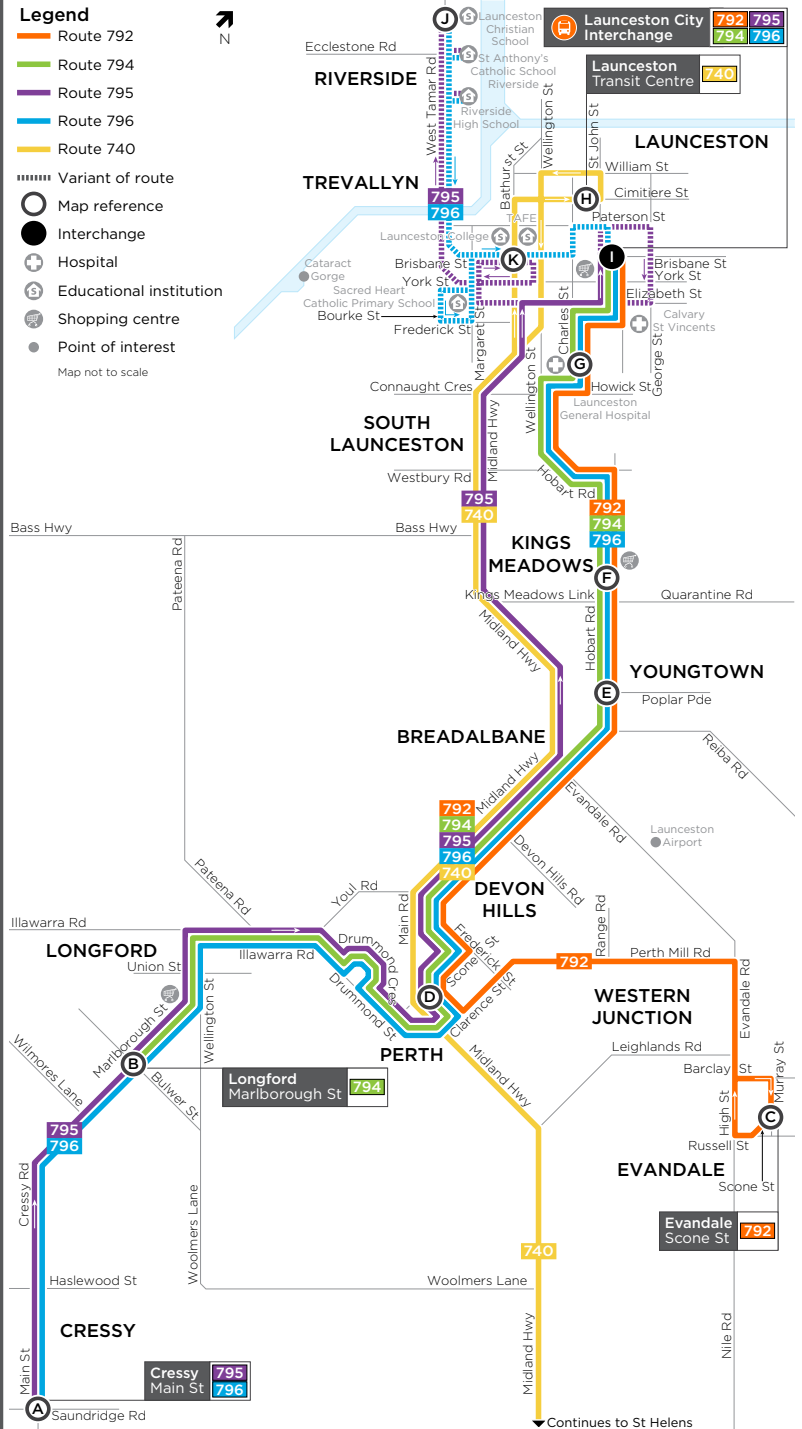 Legend
Route 792
Route 794
Route 795
Route 796
Route 740
Variant of route
Map reference
Interchange
Hospital
Educational institution
Shopping centre
Point of interest
Map not to scale
N
J
Launceston
Christian
School
Launceston City
Interchange
792 795
794 796
Ecclestone Rd
RIVERSIDE
St Anthony's
Catholic School
Riverside
Launceston
Transit Centre
740
West Tamar Rd
Riverside
High School
Wellington St
St John St
LAUNCESTON
Bathurst St
William St
TREVALLYN
H
Cimitiere St
795
796
TAFE
Paterson St
Launceston College
K
I
Brisbane St
Brisbane St
Cataract
Gorge
York St
York St
Sacred Heart
Catholic Primary School
Elizabeth St
Bourke St
Frederick St
Charles St
Calvary
St Vincents
Margaret St
Wellington St
G
George St
Connaught Cres
Howick St
Launceston
General Hospital
SOUTH
LAUNCESTON
Midland Hwy
Westbury Rd
Hobart Rd
795
740
792
794
796
Bass Hwy
Bass Hwy
Pateena Rd
KINGS
MEADOWS
F
Kings Meadows Link
Quarantine Rd
Midland Hwy
Hobart Rd
YOUNGTOWN
E
Poplar Pde
BREADALBANE
Reiba Rd
Midland Hwy
Evandale Rd
792
794
795
796
740
Launceston
Airport
Devon Hills Rd
Pateena Rd
Youl Rd
DEVON
HILLS
Main Rd
Illawarra Rd
Range Rd
LONGFORD
Drummond Cres
Frederick St
Scone St
Illawarra Rd
Perth Mill Rd
792
Union St
Drummond St
D
Clarence St
WESTERN
JUNCTION
Evandale Rd
Marlborough St
Wellington St
PERTH
Wilmores Lane
B
Midland Hwy
Leighlands Rd
Barclay St
Murray St
Longford
Marlborough St
794
Bulwer St
C
High St
795
796
Russell St
EVANDALE
Cressy Rd
Scone St
Woolmers Lane
Evandale
Scone St
792
740
Haslewood St
Woolmers Lane
CRESSY
Midland Hwy
Nile Rd
Main St
Cressy
Main St
795
796
A
Saundridge Rd
Continues to St Helens